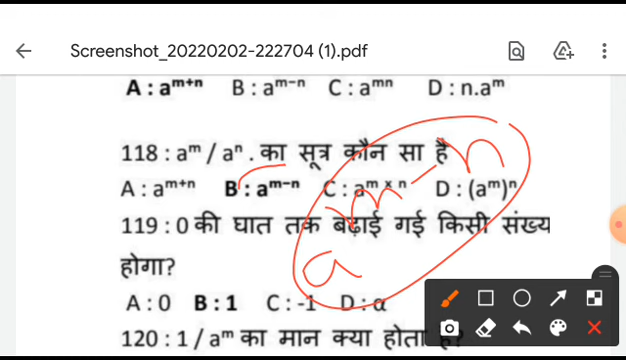 Screenshot_20220202-222704 (1).pdf
A : aᵐ⁺ⁿ B : aᵐ⁻ⁿ C : aᵐⁿ D : n.aᵐ
118 : aᵐ / aⁿ . का सूत्र कौन सा है
A : aᵐ⁺ⁿ B : aᵐ⁻ⁿ C : aᵐ ˣ ⁿ D : (aᵐ)ⁿ
aᵐ⁻ⁿ
119 : 0 की घात तक बढ़ाई गई किसी संख्य
होगा?
A : 0 B : 1 C : -1 D : α
120 : 1 / aᵐ का मान क्या होता है?